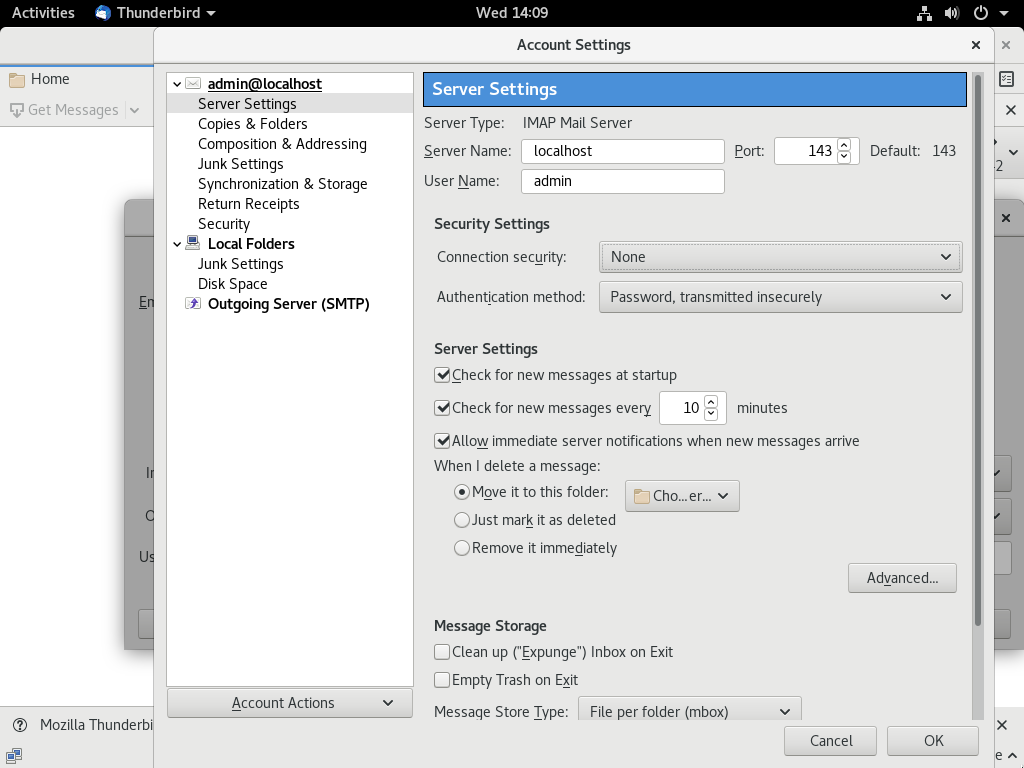 Activities Thunderbird Wed 14:09
Account Settings
Home
Get Messages
admin@localhost
Server Settings
Copies & Folders
Composition & Addressing
Junk Settings
Synchronization & Storage
Return Receipts
Security
Local Folders
Junk Settings
Disk Space
Outgoing Server (SMTP)
Account Actions
Server Settings
Server Type: IMAP Mail Server
Server Name: localhost Port: 143 Default: 143
User Name: admin
Security Settings
Connection security: None
Authentication method: Password, transmitted insecurely
Server Settings
Check for new messages at startup
Check for new messages every 10 minutes
Allow immediate server notifications when new messages arrive
When I delete a message:
Move it to this folder: Cho...er...
Just mark it as deleted
Remove it immediately
Advanced...
Message Storage
Clean up ("Expunge") Inbox on Exit
Empty Trash on Exit
Message Store Type: File per folder (mbox)
Cancel OK
Mozilla Thunderbi